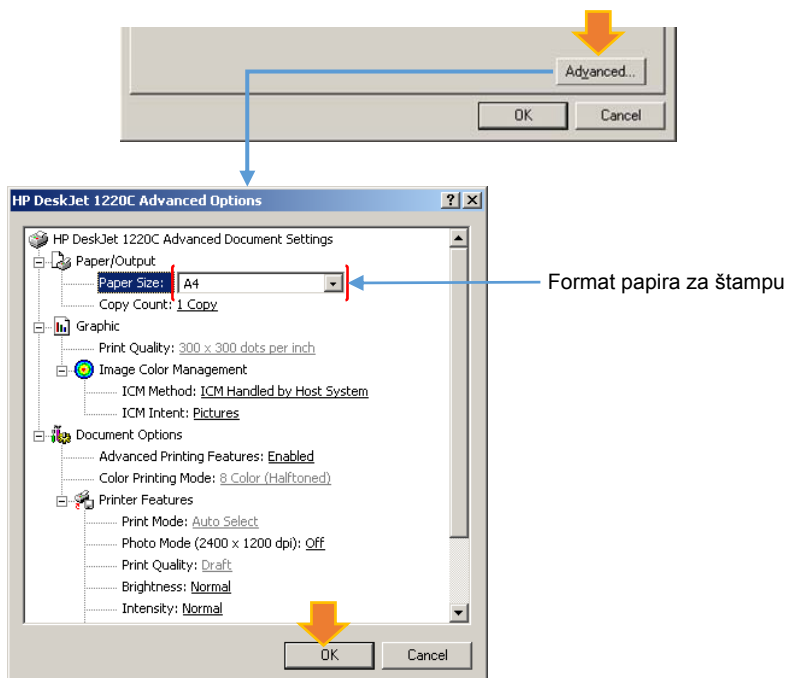 Advanced...
OK Cancel
HP DeskJet 1220C Advanced Options
HP DeskJet 1220C Advanced Document Settings
Paper/Output
Paper Size: A4
Format papira za štampu
Copy Count: 1 Copy
Graphic
Print Quality: 300 x 300 dots per inch
Image Color Management
ICM Method: ICM Handled by Host System
ICM Intent: Pictures
Document Options
Advanced Printing Features: Enabled
Color Printing Mode: 8 Color (Halftoned)
Printer Features
Print Mode: Auto Select
Photo Mode (2400 x 1200 dpi): Off
Print Quality: Draft
Brightness: Normal
Intensity: Normal
OK Cancel